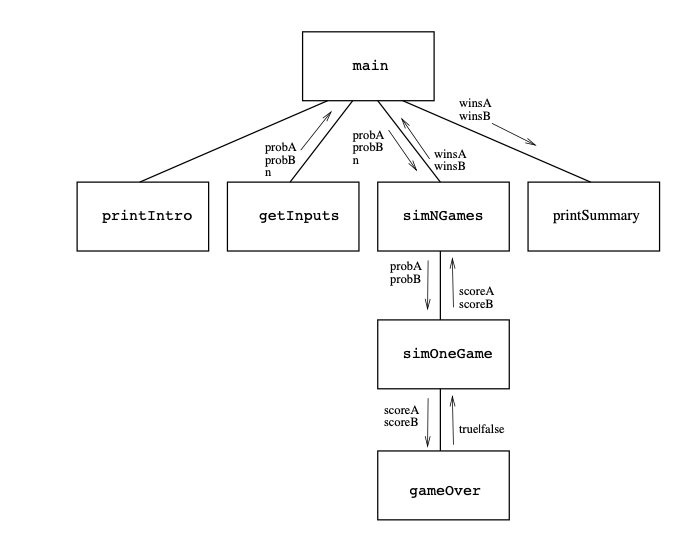 main
winsA
winsB
probA
probB
n
probA
probB
n
winsA
winsB
printIntro
getInputs
simNGames
printSummary
probA
probB
scoreA
scoreB
simOneGame
scoreA
scoreB
true|false
gameOver